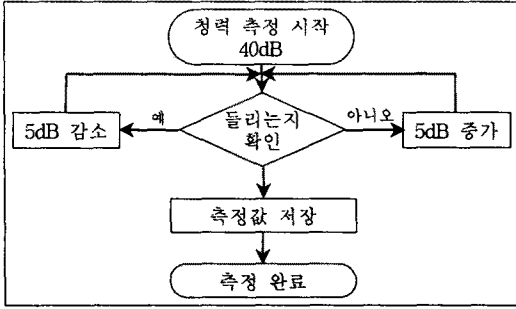 청력 측정 시작
40dB
들리는지
확인
예
아니오
5dB 감소
5dB 증가
측정값 저장
측정 완료